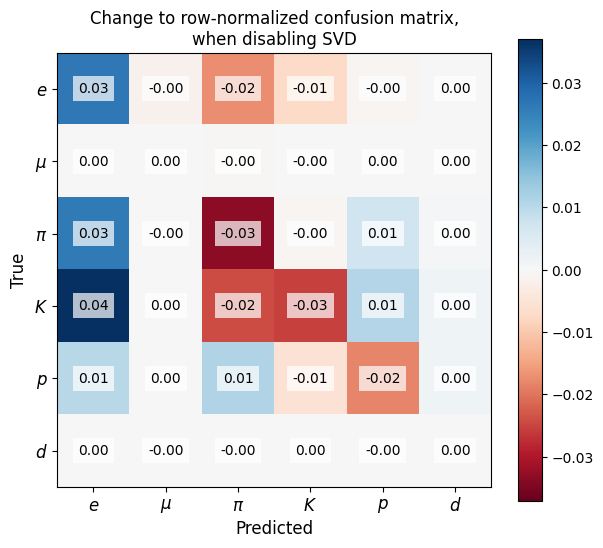 Change to row-normalized confusion matrix,
when disabling SVD
e 0.03 -0.00 -0.02 -0.01 -0.00 0.00
μ 0.00 0.00 -0.00 -0.00 0.00 0.00
π 0.03 -0.00 -0.03 -0.00 0.01 0.00
K 0.04 0.00 -0.02 -0.03 0.01 0.00
p 0.01 0.00 0.01 -0.01 -0.02 0.00
d 0.00 -0.00 -0.00 0.00 -0.00 0.00
e μ π K p d
Predicted
True
0.03
0.02
0.01
0.00
−0.01
−0.02
−0.03